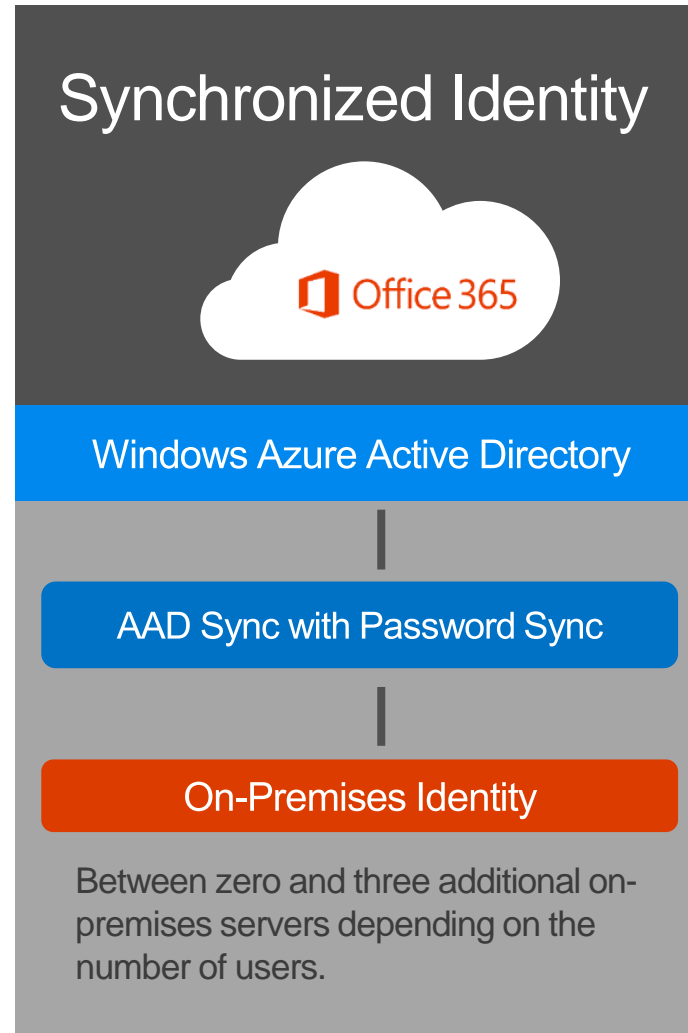 Synchronized Identity
Office 365
Windows Azure Active Directory
AAD Sync with Password Sync
On-Premises Identity
Between zero and three additional on-
premises servers depending on the
number of users.